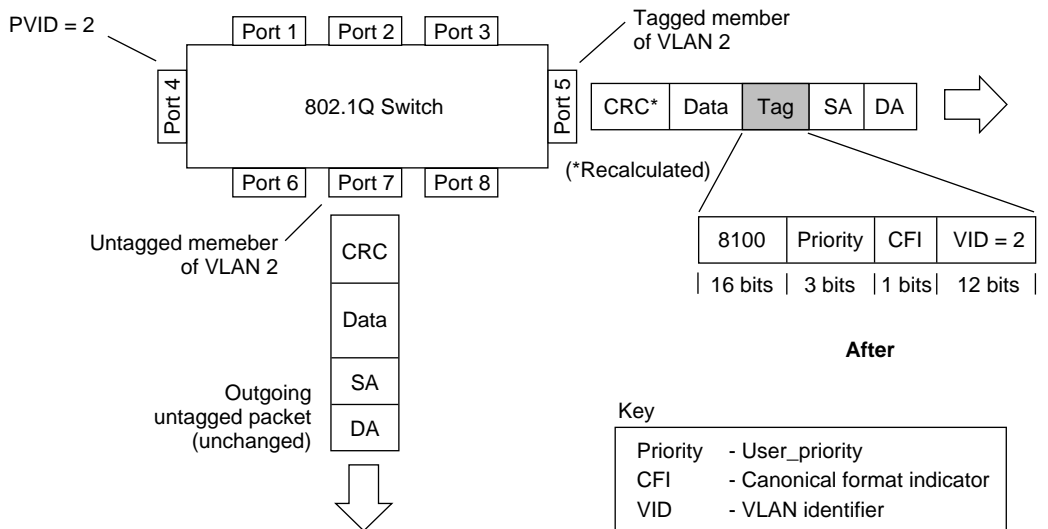 PVID = 2
Port 1
Port 2
Port 3
Tagged member
of VLAN 2
Port 4
802.1Q Switch
Port 5
CRC*
Data
Tag
SA
DA
(*Recalculated)
Port 6
Port 7
Port 8
Untagged memeber
of VLAN 2
8100
Priority
CFI
VID = 2
16 bits
3 bits
1 bits
12 bits
CRC
Data
SA
DA
After
Outgoing
untagged packet
(unchanged)
Key
Priority - User_priority
CFI - Canonical format indicator
VID - VLAN identifier